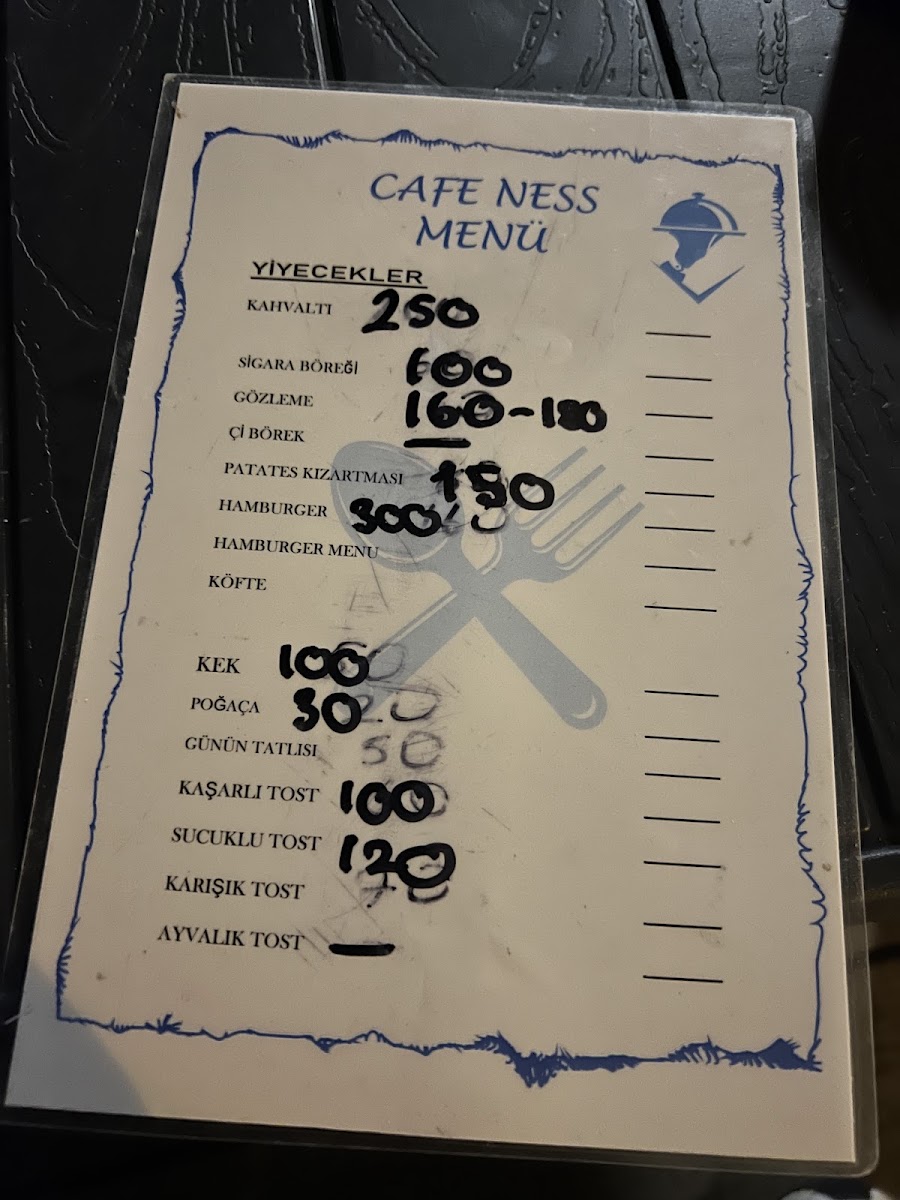 CAFE NESS
MENÜ
YİYECEKLER
KAHVALTI 250
SİGARA BÖREĞİ 100
GÖZLEME 160-180
Çİ BÖREK —
PATATES KIZARTMASI 150
HAMBURGER 300
HAMBURGER MENU
KÖFTE
KEK 100
POĞAÇA 30
GÜNÜN TATLISI 50
KAŞARLI TOST 100
SUCUKLU TOST 120
KARIŞIK TOST
AYVALIK TOST —